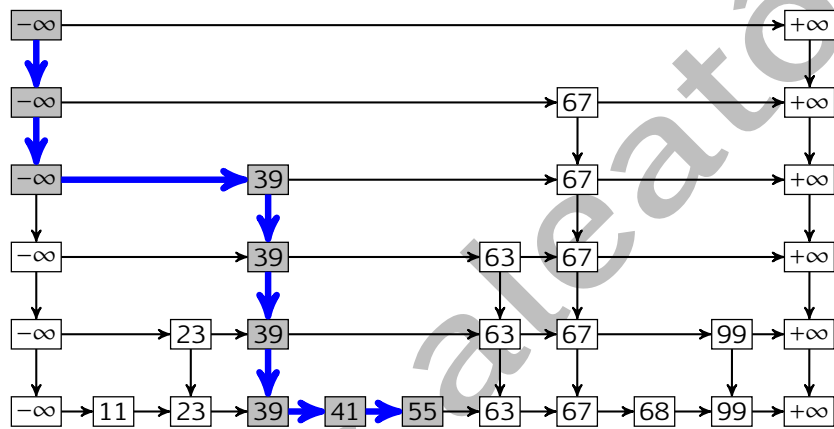 −∞ +∞
−∞ 67 +∞
−∞ 39 67 +∞
−∞ 39 63 67 +∞
−∞ 23 39 63 67 99 +∞
−∞ 11 23 39 41 55 63 67 68 99 +∞
aleató